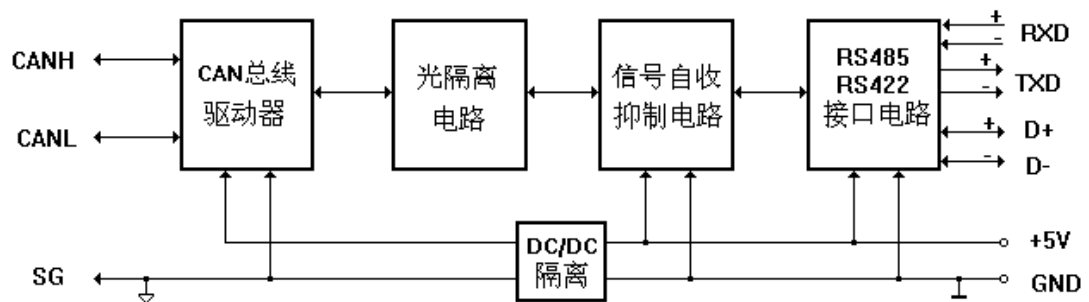 CANH
CANL
CAN总线
驱动器
光隔离
电路
信号自收
抑制电路
RS485
RS422
接口电路
+
RXD
-
+
TXD
-
+
D+
-
D-
DC/DC
隔离
+5V
SG
GND